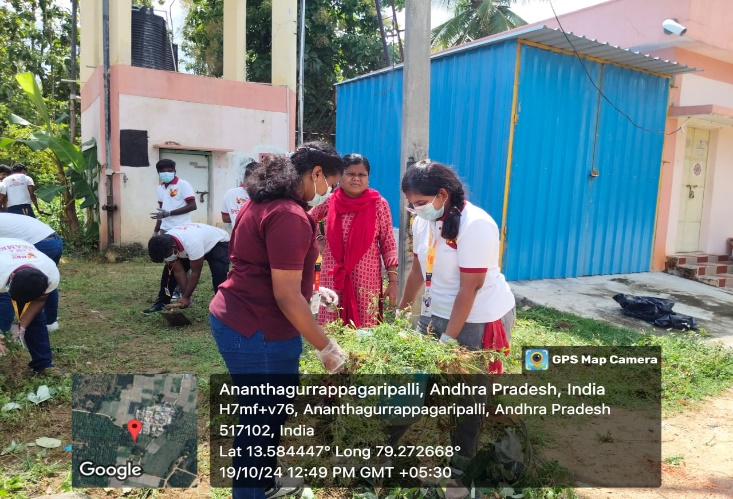 GPS Map Camera
Ananthagurrappagaripalli, Andhra Pradesh, India
H7mf+v76, Ananthagurrappagaripalli, Andhra Pradesh
517102, India
Lat 13.584447° Long 79.272668°
19/10/24 12:49 PM GMT +05:30
Google